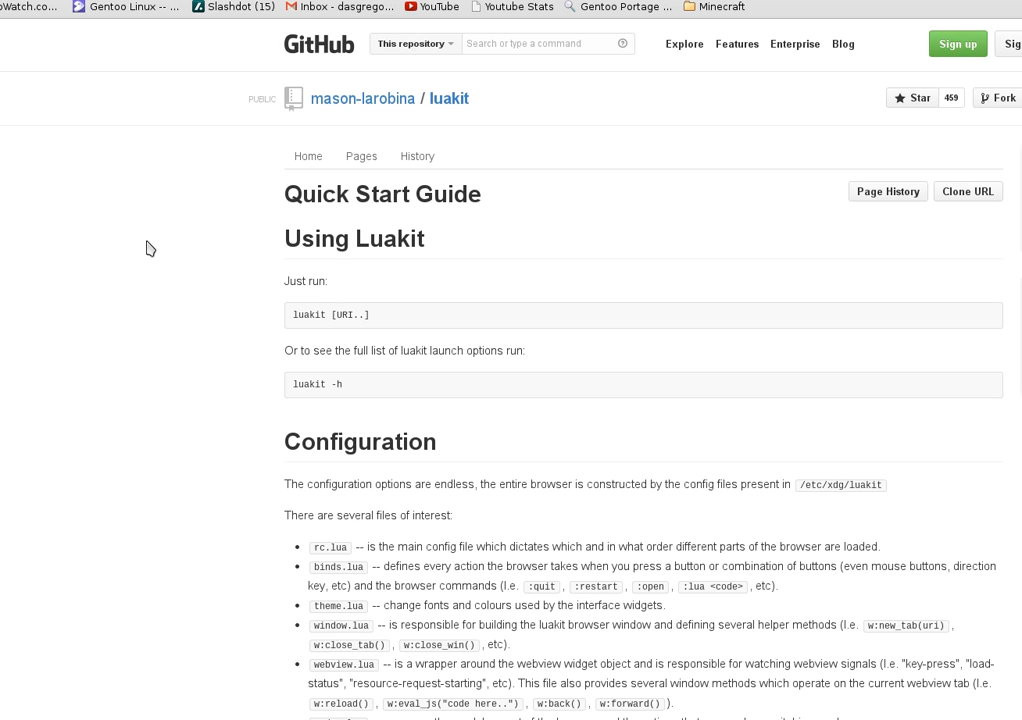 oWatch.co... Gentoo Linux -- ... Slashdot (15) Inbox - dasgrego... YouTube Youtube Stats Gentoo Portage ... Minecraft
GitHub This repository Search or type a command Explore Features Enterprise Blog Sign up Sig
PUBLIC mason-larobina / luakit Star 459 Fork
Home Pages History
Quick Start Guide Page History Clone URL
Using Luakit
Just run:
luakit [URI..]
Or to see the full list of luakit launch options run:
luakit -h
Configuration
The configuration options are endless, the entire browser is constructed by the config files present in /etc/xdg/luakit
There are several files of interest:
• rc.lua -- is the main config file which dictates which and in what order different parts of the browser are loaded.
• binds.lua -- defines every action the browser takes when you press a button or combination of buttons (even mouse buttons, direction
key, etc) and the browser commands (I.e. :quit , :restart , :open , :lua <code> , etc).
• theme.lua -- change fonts and colours used by the interface widgets.
• window.lua -- is responsible for building the luakit browser window and defining several helper methods (I.e. w:new_tab(uri) ,
w:close_tab() , w:close_win() , etc).
• webview.lua -- is a wrapper around the webview widget object and is responsible for watching webview signals (I.e. "key-press", "load-
status", "resource-request-starting", etc). This file also provides several window methods which operate on the current webview tab (I.e.
w:reload() , w:eval_js("code here..") , w:back() , w:forward() ).